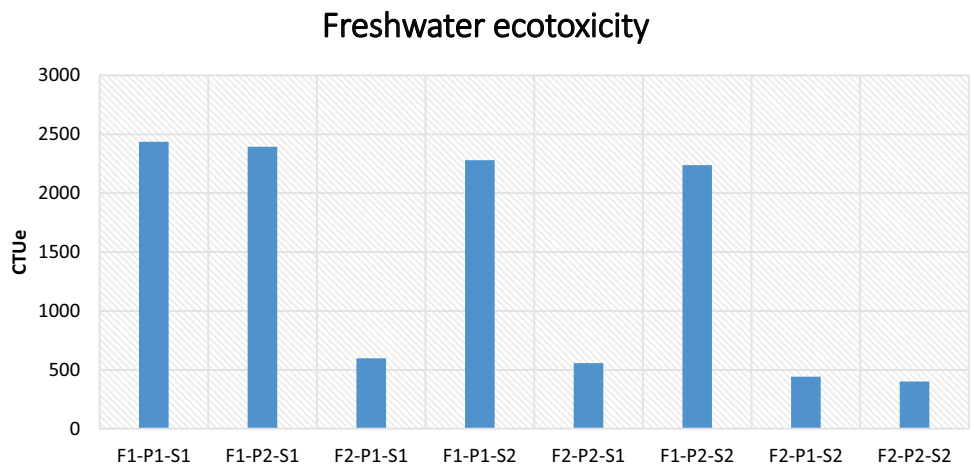 Freshwater ecotoxicity
3000
2500
2000
1500
1000
500
0
CTUe
F1-P1-S1 F1-P2-S1 F2-P1-S1 F1-P1-S2 F2-P2-S1 F1-P2-S2 F2-P1-S2 F2-P2-S2